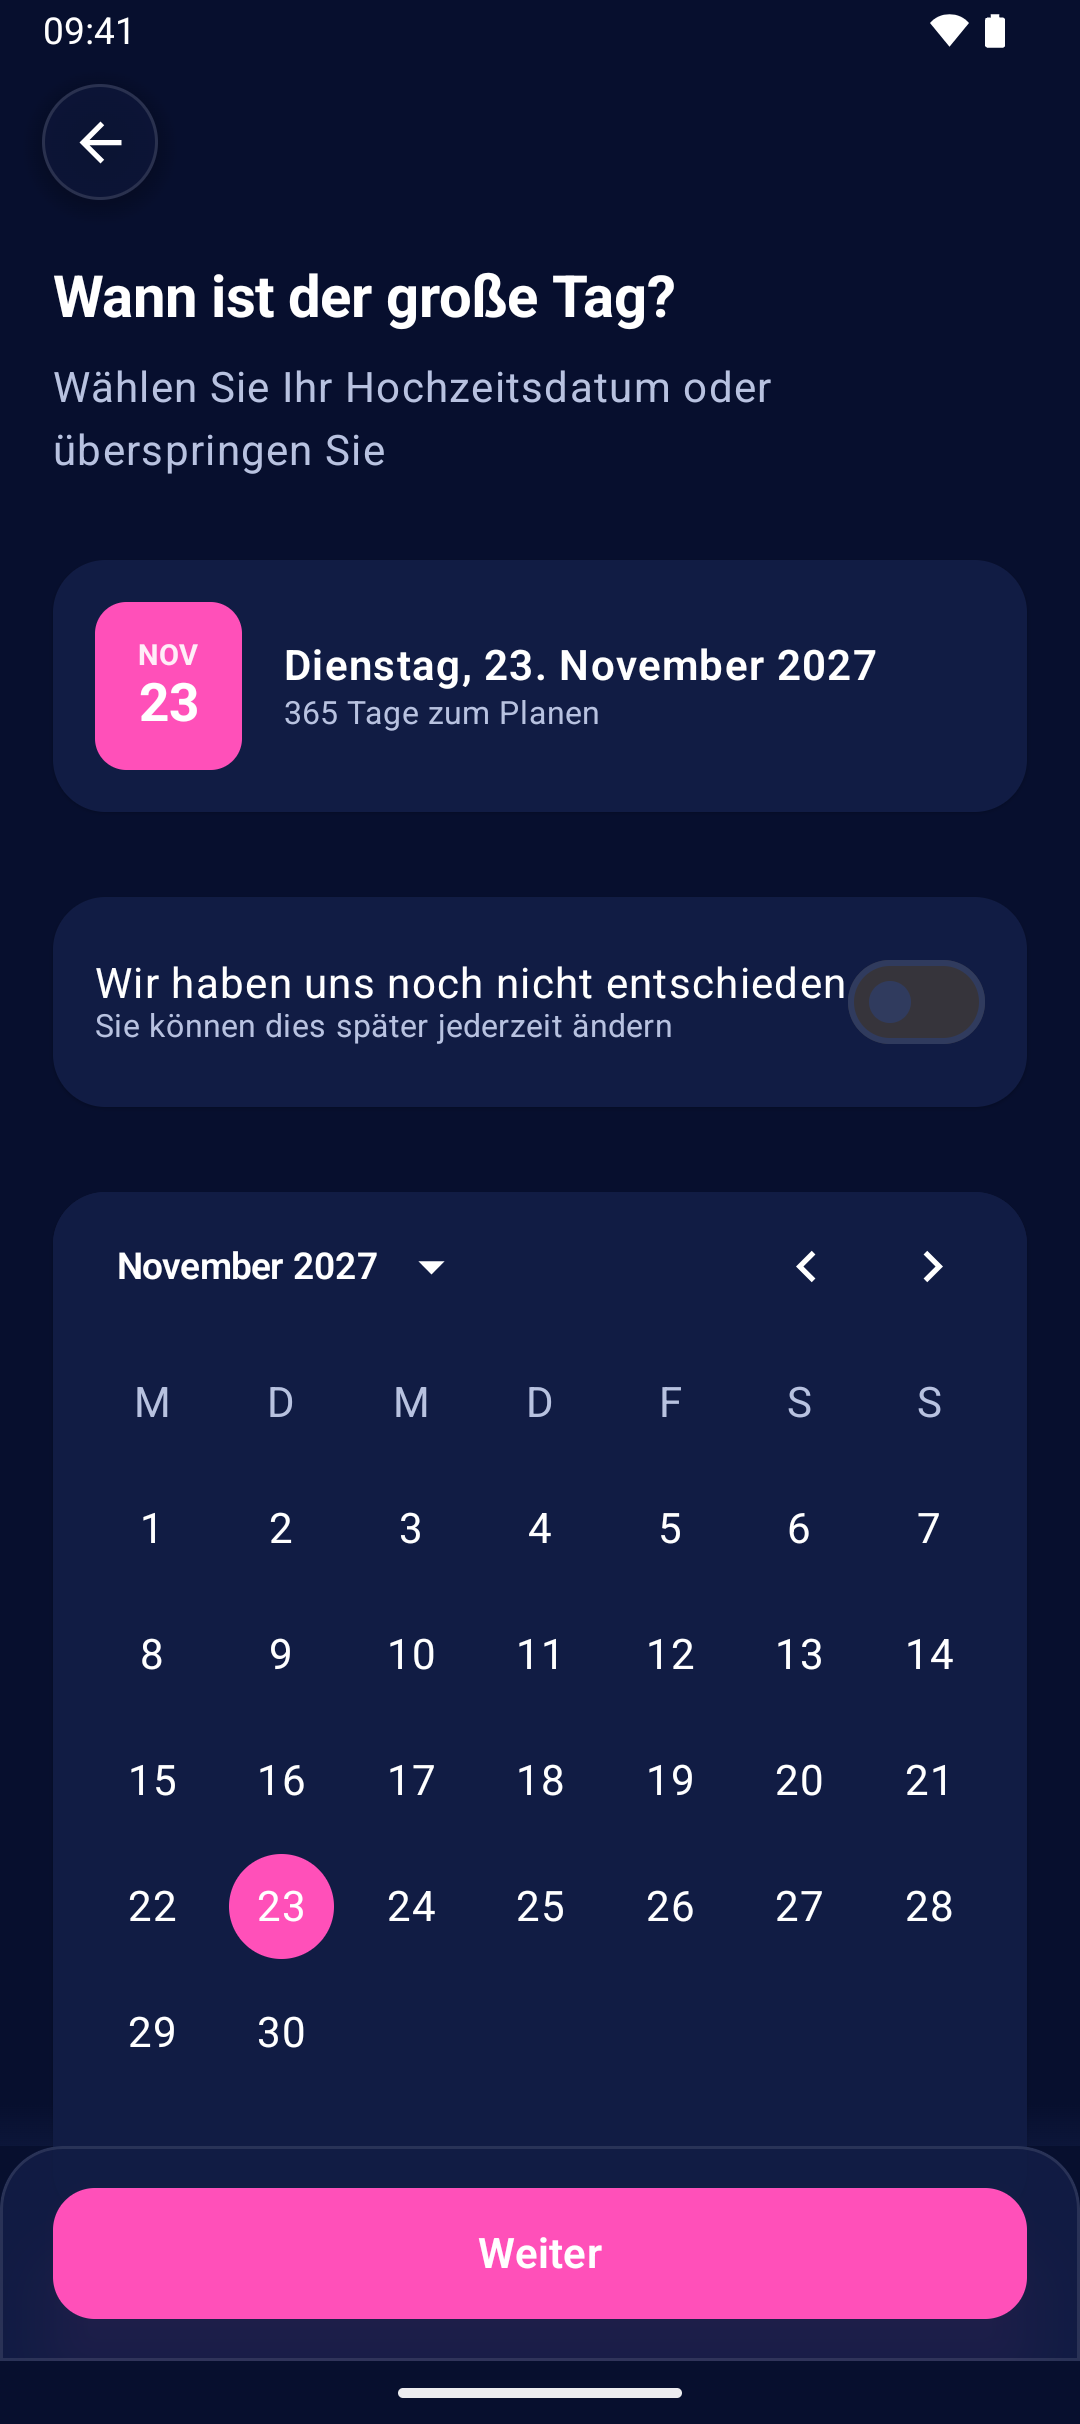 09:41
Wann ist der große Tag?
Wählen Sie Ihr Hochzeitsdatum oder
überspringen Sie
NOV
23
Dienstag, 23. November 2027
365 Tage zum Planen
Wir haben uns noch nicht entschieden
Sie können dies später jederzeit ändern
November 2027
M D M D F S S
1 2 3 4 5 6 7
8 9 10 11 12 13 14
15 16 17 18 19 20 21
22 23 24 25 26 27 28
29 30
Weiter